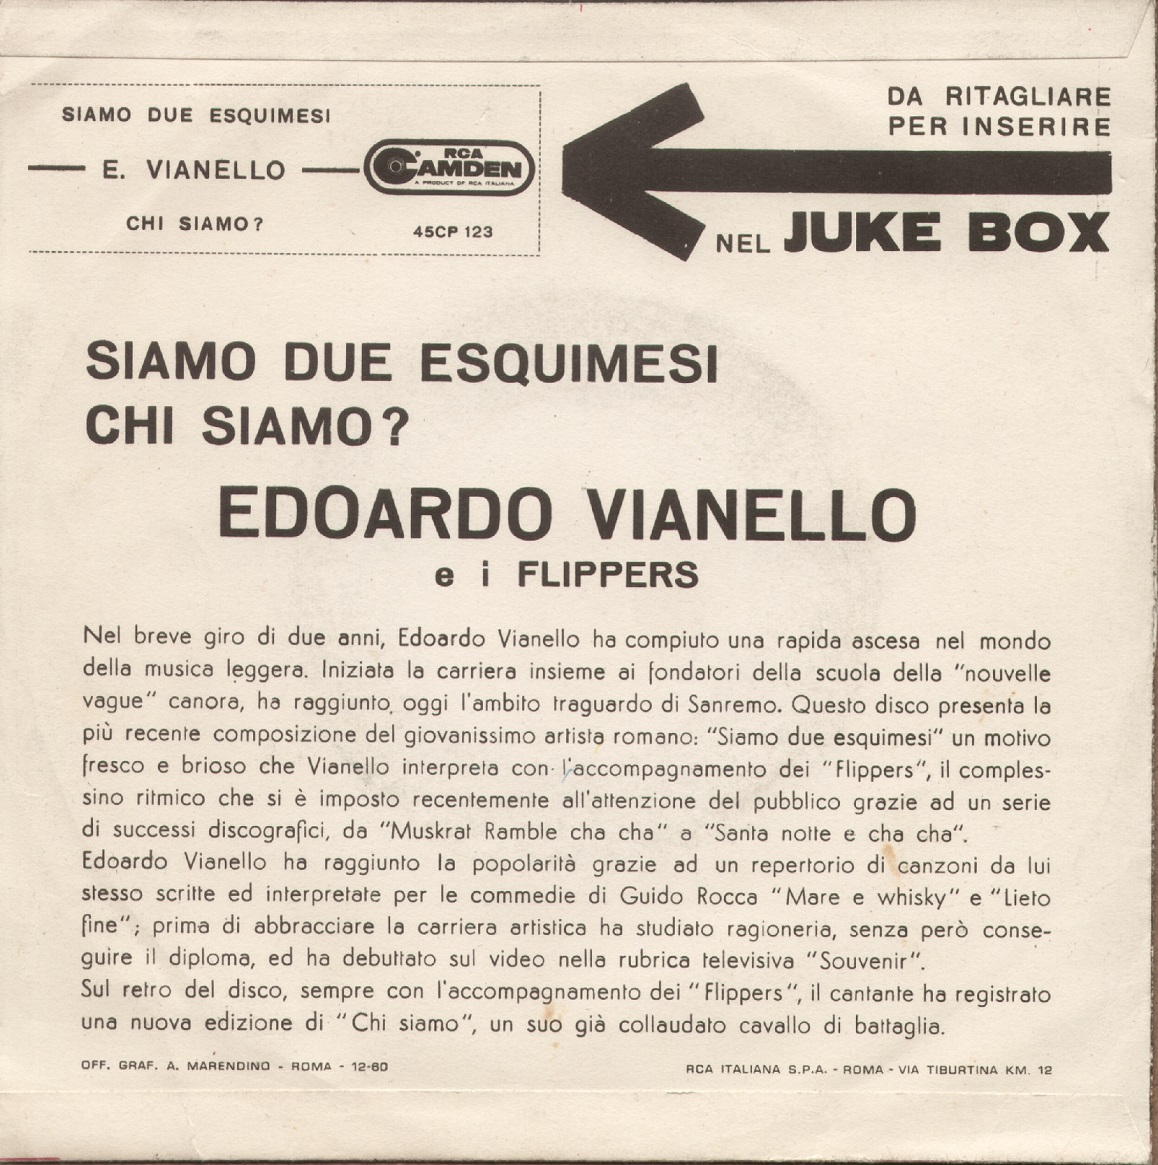 SIAMO DUE ESQUIMESI
E. VIANELLO
CHI SIAMO?
RCA
CAMDEN
A PRODUCT OF RCA ITALIANA
45CP 123
DA RITAGLIARE
PER INSERIRE
NEL JUKE BOX
SIAMO DUE ESQUIMESI
CHI SIAMO?
EDOARDO VIANELLO
e i FLIPPERS
Nel breve giro di due anni, Edoardo Vianello ha compiuto una rapida ascesa nel mondo
della musica leggera. Iniziata la carriera insieme ai fondatori della scuola della "nouvelle
vague" canora, ha raggiunto oggi l'ambito traguardo di Sanremo. Questo disco presenta la
più recente composizione del giovanissimo artista romano: "Siamo due esquimesi" un motivo
fresco e brioso che Vianello interpreta con l'accompagnamento dei "Flippers", il comples-
sino ritmico che si è imposto recentemente all'attenzione del pubblico grazie ad un serie
di successi discografici, da "Muskrat Ramble cha cha" a "Santa notte e cha cha".
Edoardo Vianello ha raggiunto la popolarità grazie ad un repertorio di canzoni da lui
stesso scritte ed interpretate per le commedie di Guido Rocca "Mare e whisky" e "Lieto
fine"; prima di abbracciare la carriera artistica ha studiato ragioneria, senza però conse-
guire il diploma, ed ha debuttato sul video nella rubrica televisiva "Souvenir".
Sul retro del disco, sempre con l'accompagnamento dei "Flippers", il cantante ha registrato
una nuova edizione di "Chi siamo", un suo già collaudato cavallo di battaglia.
OFF. GRAF. A. MARENDINO - ROMA - 12-60
RCA ITALIANA S.P.A. - ROMA - VIA TIBURTINA KM. 12